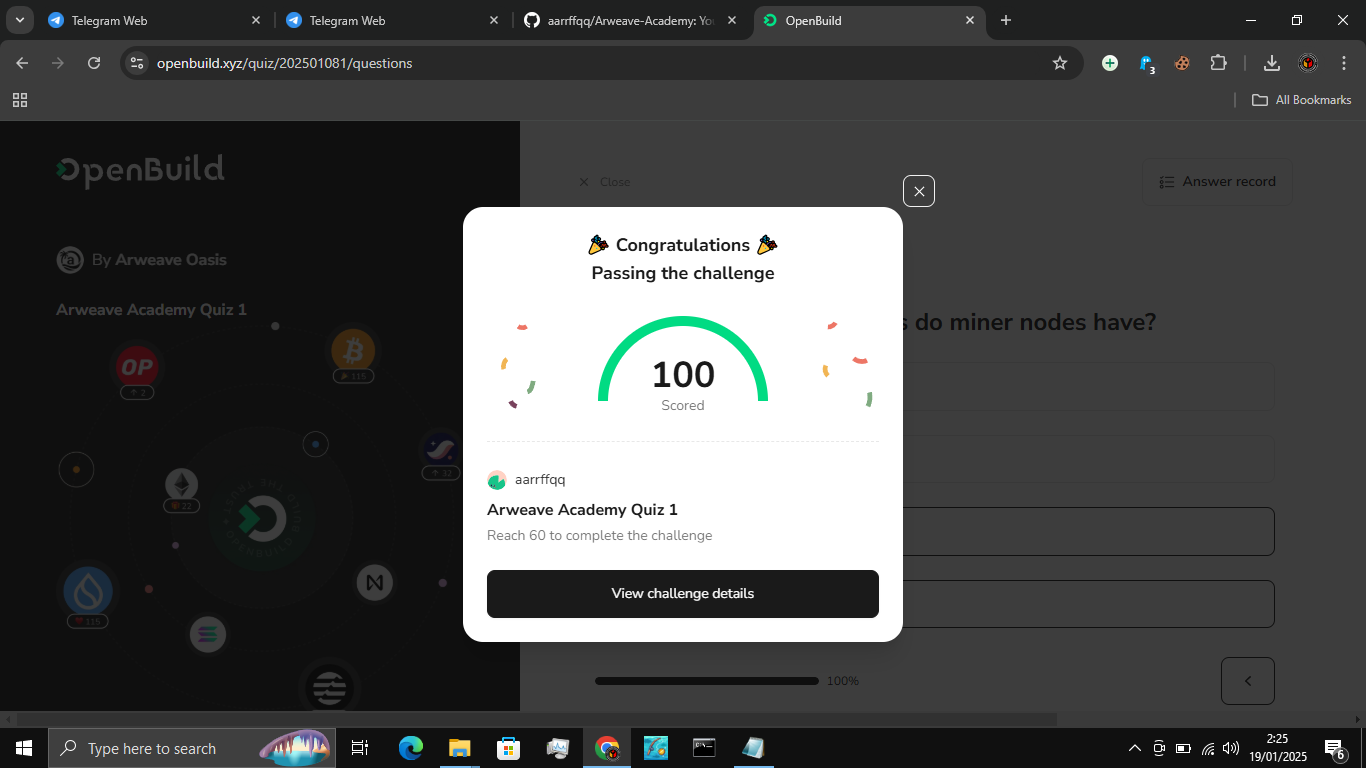 Telegram Web
Telegram Web
aarrffqq/Arweave-Academy: You
OpenBuild
openbuild.xyz/quiz/202501081/questions
3
All Bookmarks
OpenBuild
Close
Answer record
By Arweave Oasis
Arweave Academy Quiz 1
🎉 Congratulations 🎉
Passing the challenge
s do miner nodes have?
OP
2
115
100
Scored
32
22
aarrffqq
Arweave Academy Quiz 1
Reach 60 to complete the challenge
View challenge details
115
100%
Type here to search
2:25
19/01/2025
6